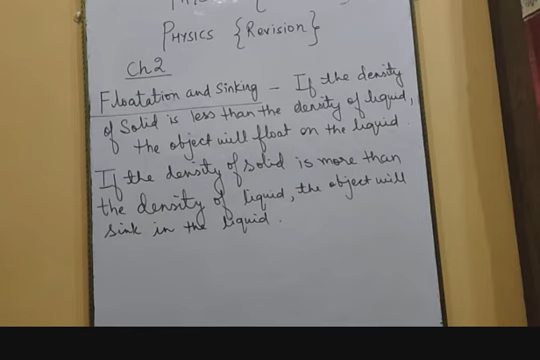 PHYSICS {Revision}
Ch 2
Floatation and Sinking - If the density
of Solid is less than the density of liquid,
the object will float on the liquid.
If the density of solid is more than
the density of liquid, the object will
sink in the liquid.